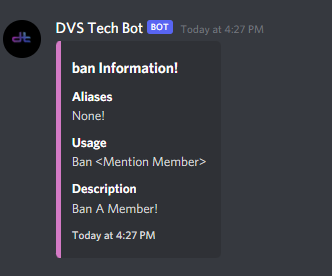 DVS Tech Bot BOT Today at 4:27 PM
dt
ban Information!
Aliases
None!
Usage
Ban <Mention Member>
Description
Ban A Member!
Today at 4:27 PM